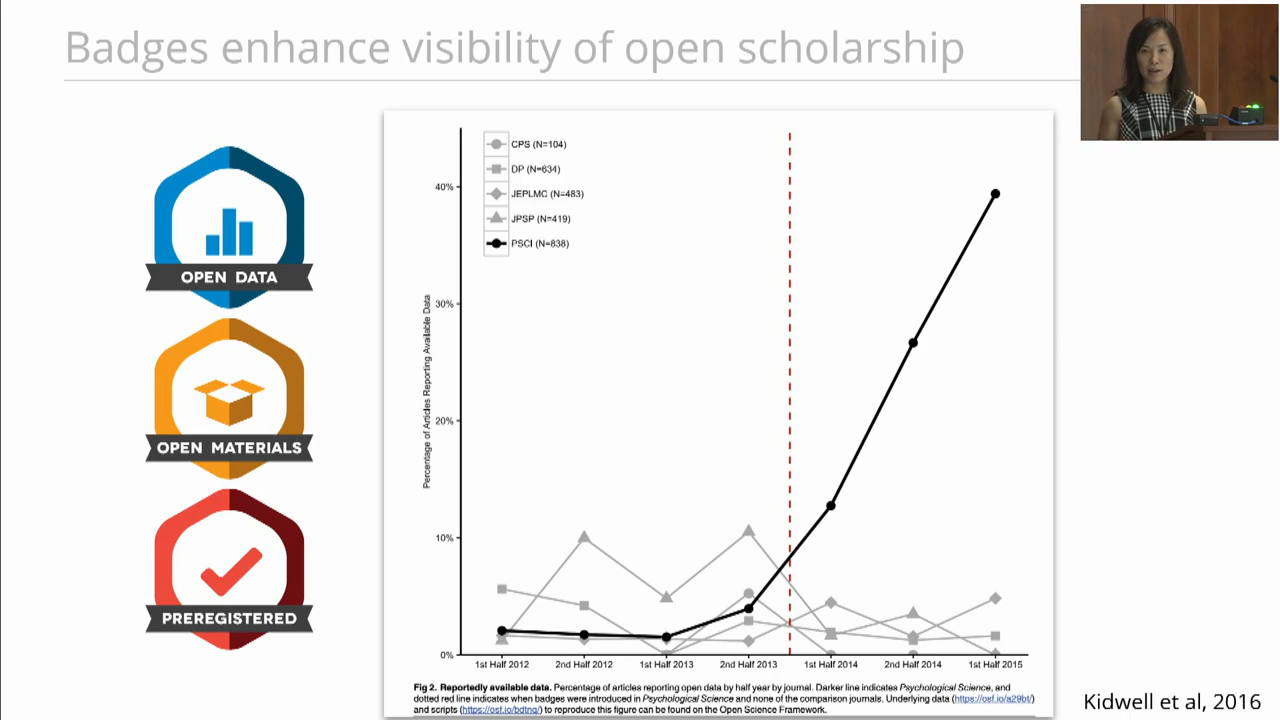 Badges enhance visibility of open scholarship
OPEN DATA
OPEN MATERIALS
PREREGISTERED
CPS (N=104)
DP (N=634)
JEPLMC (N=483)
JPSP (N=419)
PSCI (N=838)
Percentage of Articles Reporting Available Data
40%
30%
20%
10%
0%
1st Half 2012 2nd Half 2012 1st Half 2013 2nd Half 2013 1st Half 2014 2nd Half 2014 1st Half 2015
Fig 2. Reportedly available data. Percentage of articles reporting open data by half year by journal. Darker line indicates Psychological Science, and
dotted red line indicates when badges were introduced in Psychological Science and none of the comparison journals. Underlying data (https://osf.io/a29bt/)
and scripts (https://osf.io/bdtnq/) to reproduce this figure can be found on the Open Science Framework.
Kidwell et al, 2016